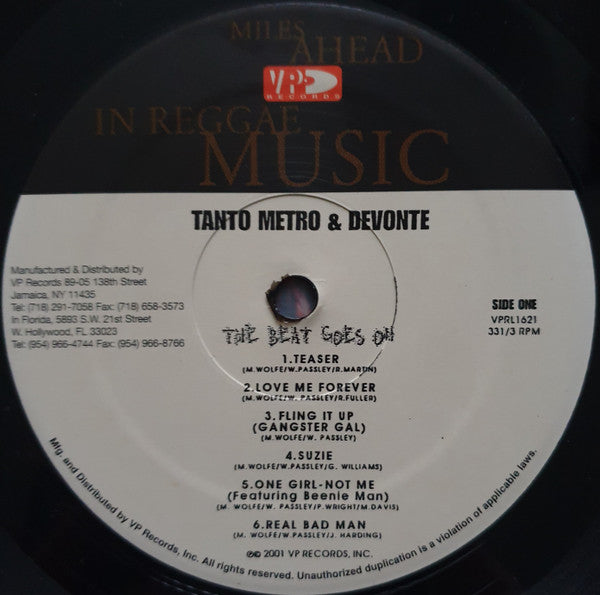 MILES
AHEAD
VP
RECORDS
IN REGGAE
MUSIC
TANTO METRO & DEVONTE
Manufactured & Distributed by
VP Records 89-05 138th Street
Jamaica, NY 11435
Tel: (718) 291-7058 Fax: (718) 658-3573
In Florida, 5893 S.W. 21st Street
W. Hollywood, FL 33023
Tel: (954) 966-4744 Fax: (954) 966-8766
SIDE ONE
VPRL1621
331/3 RPM
THE BEAT GOES ON
1.TEASER
(M.WOLFE/W.PASSLEY/R.MARTIN)
2.LOVE ME FOREVER
(M.WOLFE/W. PASSLEY/R.FULLER)
3.FLING IT UP
(GANGSTER GAL)
(M.WOLFE/W. PASSLEY)
4.SUZIE
(M.WOLFE/W.PASSLEY/G. WILLIAMS)
5.ONE GIRL-NOT ME
(Featuring Beenie Man)
(M. WOLFE/W. PASSLEY/P.WRIGHT/M.DAVIS)
6.REAL BAD MAN
(M. WOLFE/W.PASSLEY/J. HARDING)
℗© 2001 VP RECORDS, INC.
Mfg. and Distributed by VP Records, Inc. All rights reserved. Unauthorized duplication is a violation of applicable laws.